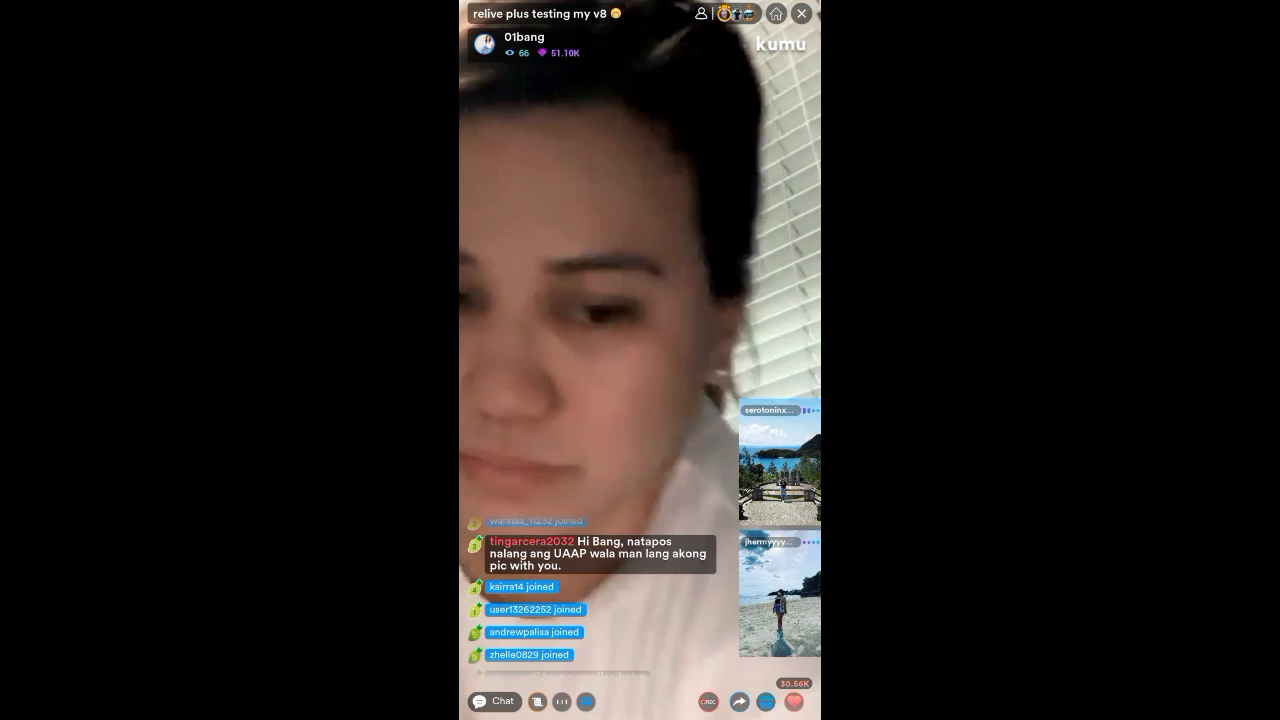 relive plus testing my v8
01bang
66 51.10K
kumu
serotoninx...
jhermyyyy...
wannaa_11232 joined
tingarcera2032 Hi Bang, natapos
nalang ang UAAP wala man lang akong
pic with you.
kairra14 joined
user13262252 joined
andrewpalisa joined
zhelle0829 joined
30.56K
Chat
REC